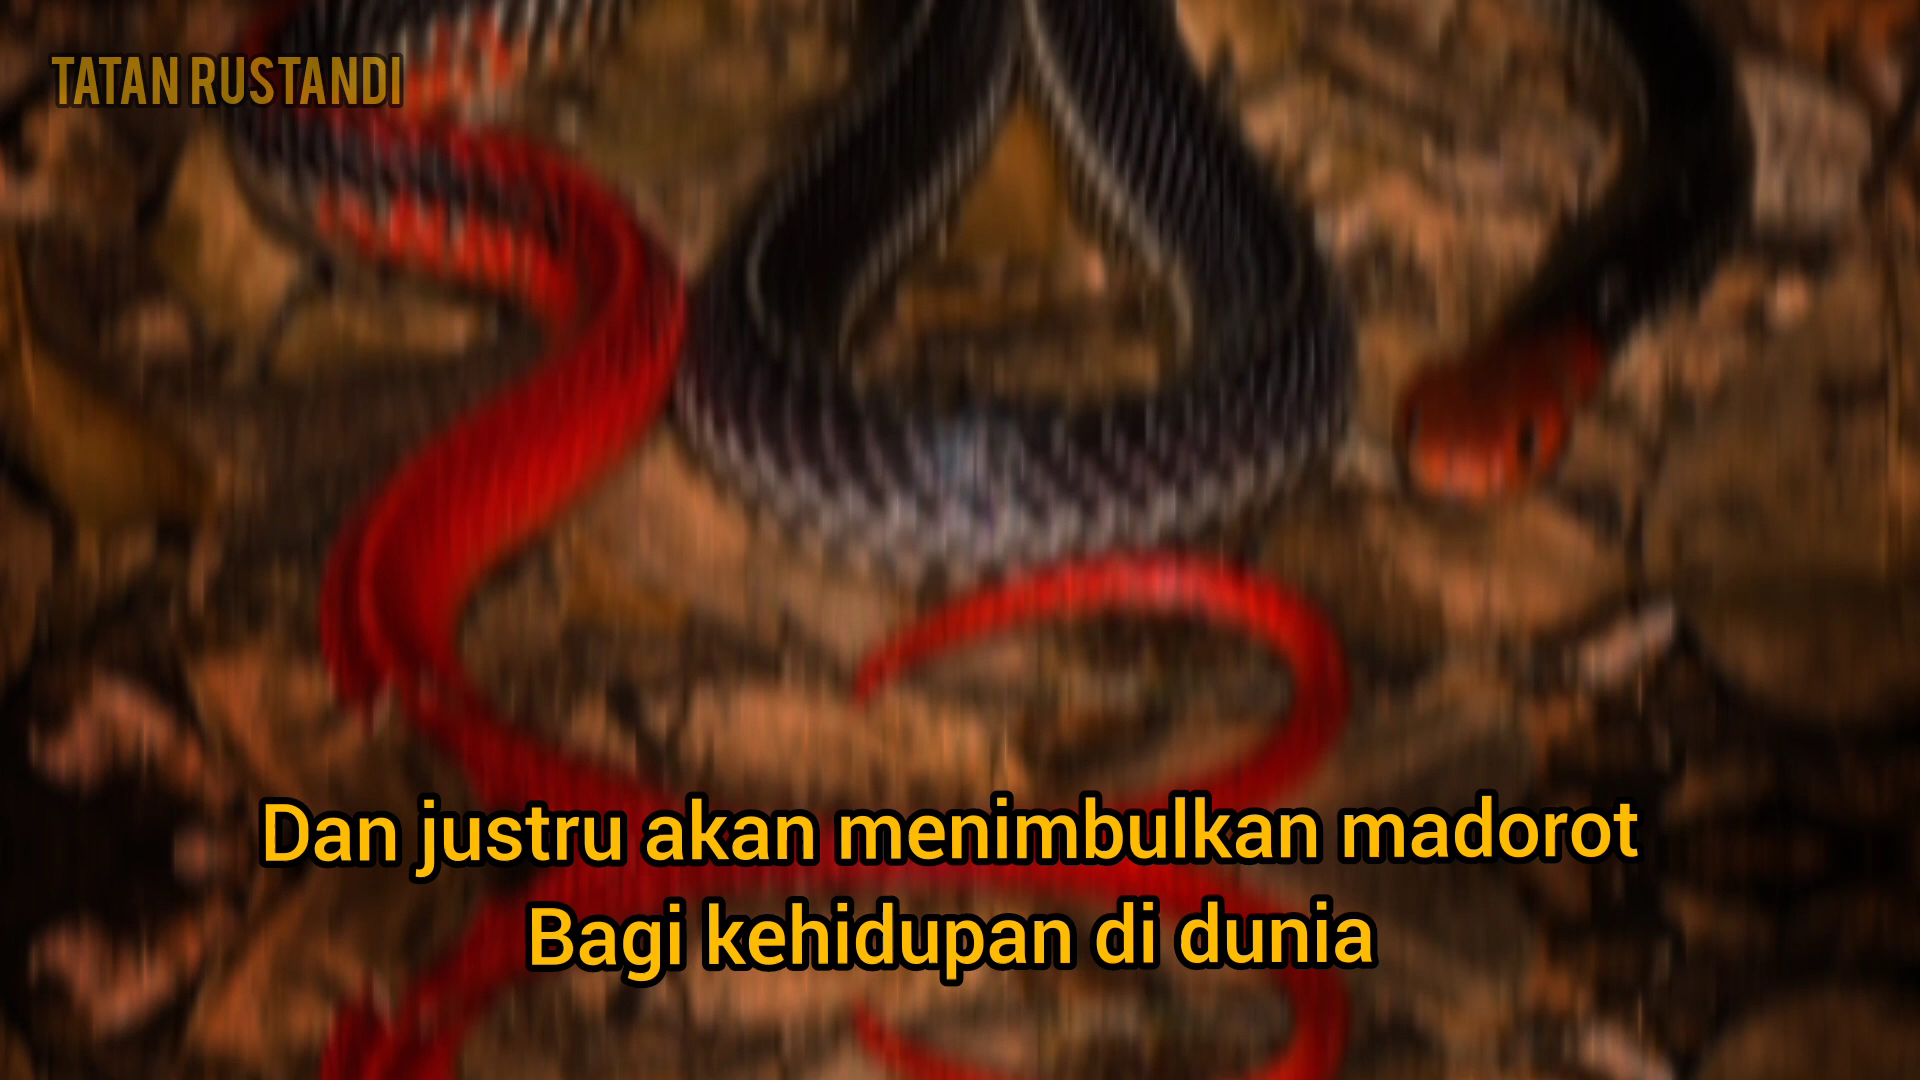 TATAN RUSTANDI
Dan justru akan menimbulkan madorot
Bagi kehidupan di dunia